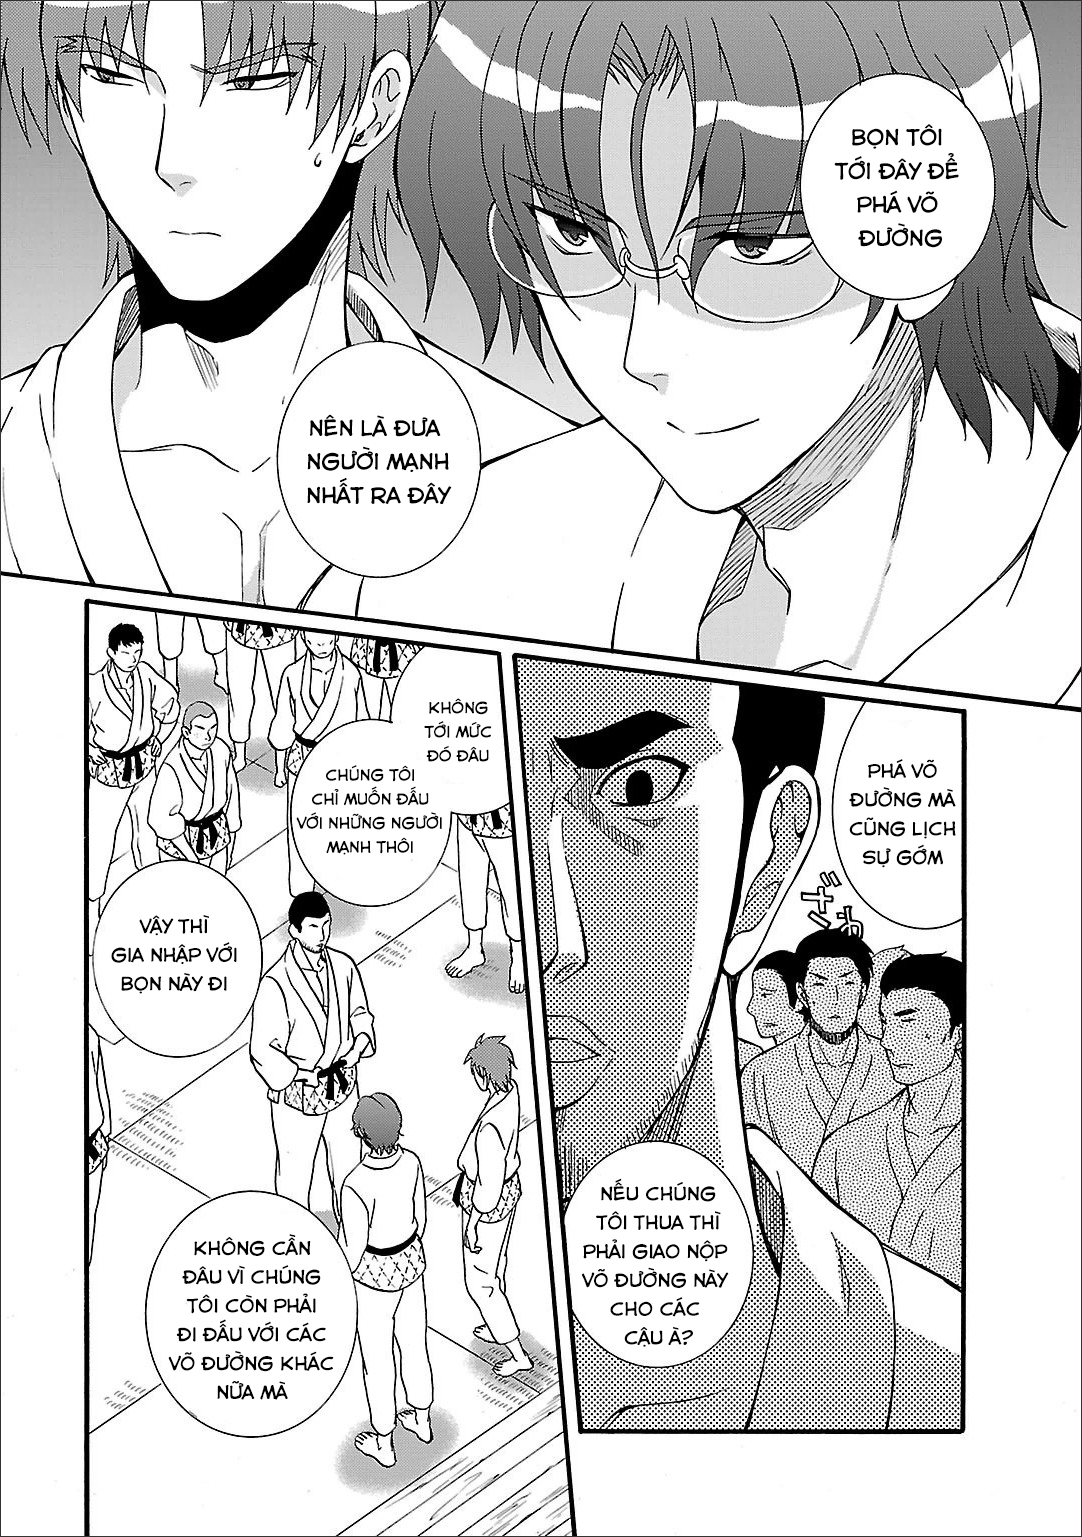 BỌN TÔI
TỚI ĐÂY ĐỂ
PHÁ VÕ
ĐƯỜNG
NÊN LÀ ĐƯA
NGƯỜI MẠNH
NHẤT RA ĐÂY
PHÁ VÕ
ĐƯỜNG MÀ
CŨNG LỊCH
SỰ GỚM
ざわ
NẾU CHÚNG
TÔI THUA THÌ
PHẢI GIAO NỘP
VÕ ĐƯỜNG NÀY
CHO CÁC
CẬU À?
KHÔNG
TỚI MỨC
ĐÓ ĐÂU
CHÚNG TÔI
CHỈ MUỐN ĐẤU
VỚI NHỮNG NGƯỜI
MẠNH THÔI
VẬY THÌ
GIA NHẬP VỚI
BỌN NÀY ĐI
KHÔNG CẦN
ĐÂU VÌ CHÚNG
TÔI CÒN PHẢI
ĐI ĐẤU VỚI CÁC
VÕ ĐƯỜNG KHÁC
NỮA MÀ